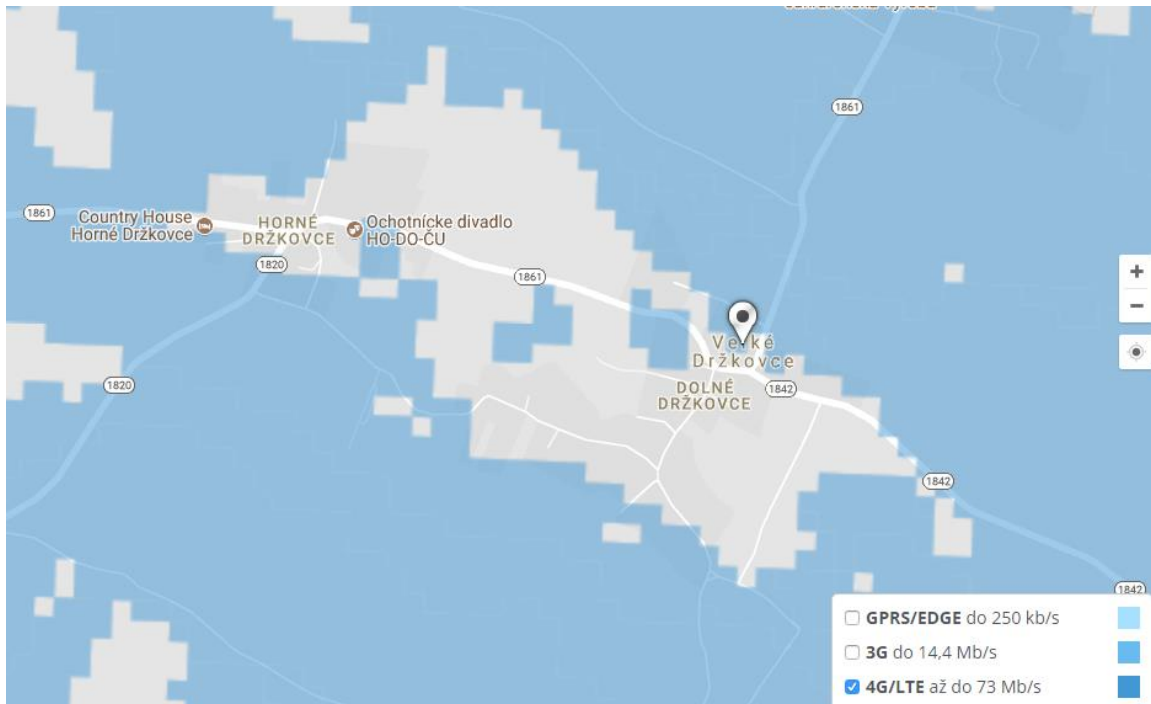 1861
1861
Country House
Horné Držkovce
HORNÉ
DRŽKOVCE
Ochotnícke divadlo
HO-DO-ČU
1820
1861
Veľké
Držkovce
DOLNÉ
DRŽKOVCE
1842
1820
1842
1842
+
−
GPRS/EDGE do 250 kb/s
3G do 14,4 Mb/s
4G/LTE až do 73 Mb/s